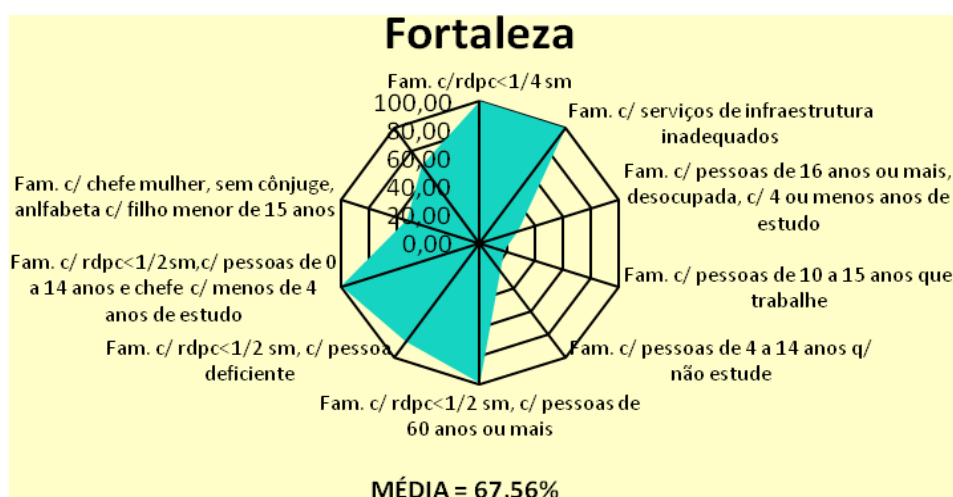 Fortaleza
Fam. c/rdpc<1/4 sm
100,00
80,00
60,00
40,00
20,00
0,00
Fam. c/ serviços de infraestrutura
inadequados
Fam. c/ pessoas de 16 anos ou mais,
desocupada, c/ 4 ou menos anos de
estudo
Fam. c/ pessoas de 10 a 15 anos que
trabalhe
Fam. c/ pessoas de 4 a 14 anos q/
não estude
Fam. c/ rdpc<1/2 sm, c/ pessoas de
60 anos ou mais
Fam. c/ rdpc<1/2 sm, c/ pessoa
deficiente
Fam. c/ rdpc<1/2sm,c/ pessoas de 0
a 14 anos e chefe c/ menos de 4
anos de estudo
Fam. c/ chefe mulher, sem cônjuge,
anlfabeta c/ filho menor de 15 anos
MÉDIA = 67,56%